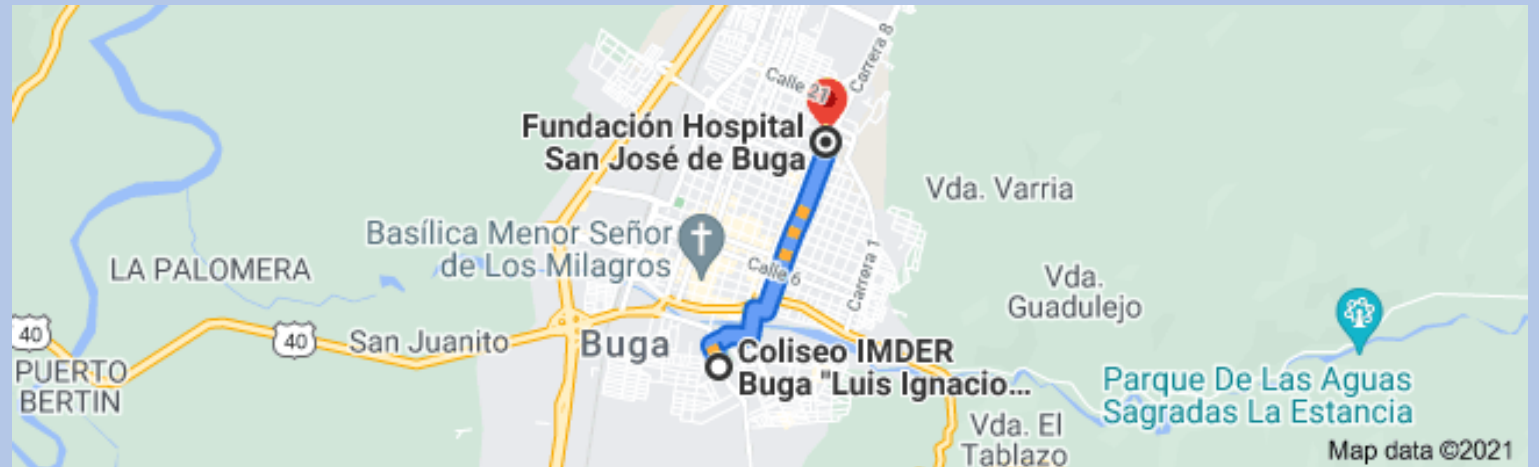 Carrera 8
Calle 21
Fundación Hospital
San José de Buga
Vda. Varria
Basílica Menor Señor
de Los Milagros
LA PALOMERA
Calle 6
Carrera 1
Vda.
Guadulejo
40
40
San Juanito
Buga
PUERTO
BERTIN
Coliseo IMDER
Buga "Luis Ignacio...
Parque De Las Aguas
Sagradas La Estancia
Vda. El
Tablazo
Map data ©2021